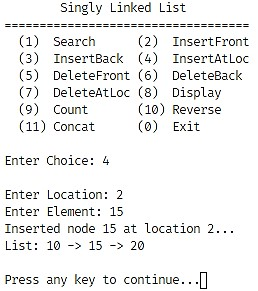 Singly Linked List
===================================
(1) Search (2) InsertFront
(3) InsertBack (4) InsertAtLoc
(5) DeleteFront (6) DeleteBack
(7) DeleteAtLoc (8) Display
(9) Count (10) Reverse
(11) Concat (0) Exit
Enter Choice: 4
Enter Location: 2
Enter Element: 15
Inserted node 15 at location 2...
List: 10 -> 15 -> 20
Press any key to continue...